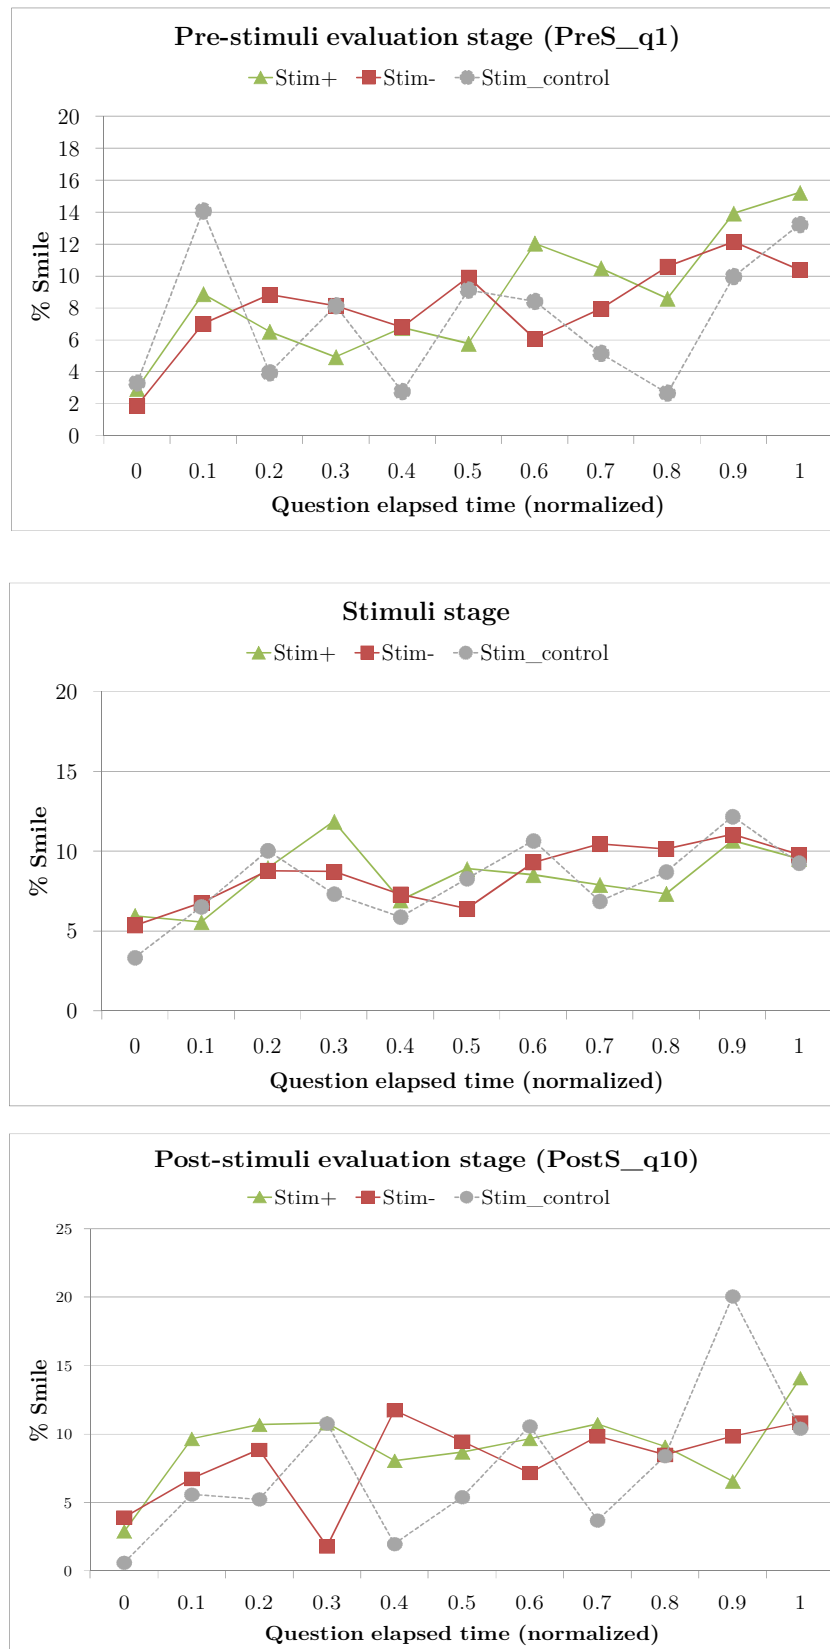 Pre-stimuli evaluation stage (PreS_q1)
Stim+ Stim- Stim_control
20
18
16
14
12
10
8
6
4
2
0
% Smile
0 0.1 0.2 0.3 0.4 0.5 0.6 0.7 0.8 0.9 1
Question elapsed time (normalized)
Stimuli stage
Stim+ Stim- Stim_control
20
15
10
5
0
% Smile
0 0.1 0.2 0.3 0.4 0.5 0.6 0.7 0.8 0.9 1
Question elapsed time (normalized)
Post-stimuli evaluation stage (PostS_q10)
Stim+ Stim- Stim_control
25
20
15
10
5
0
% Smile
0 0.1 0.2 0.3 0.4 0.5 0.6 0.7 0.8 0.9 1
Question elapsed time (normalized)